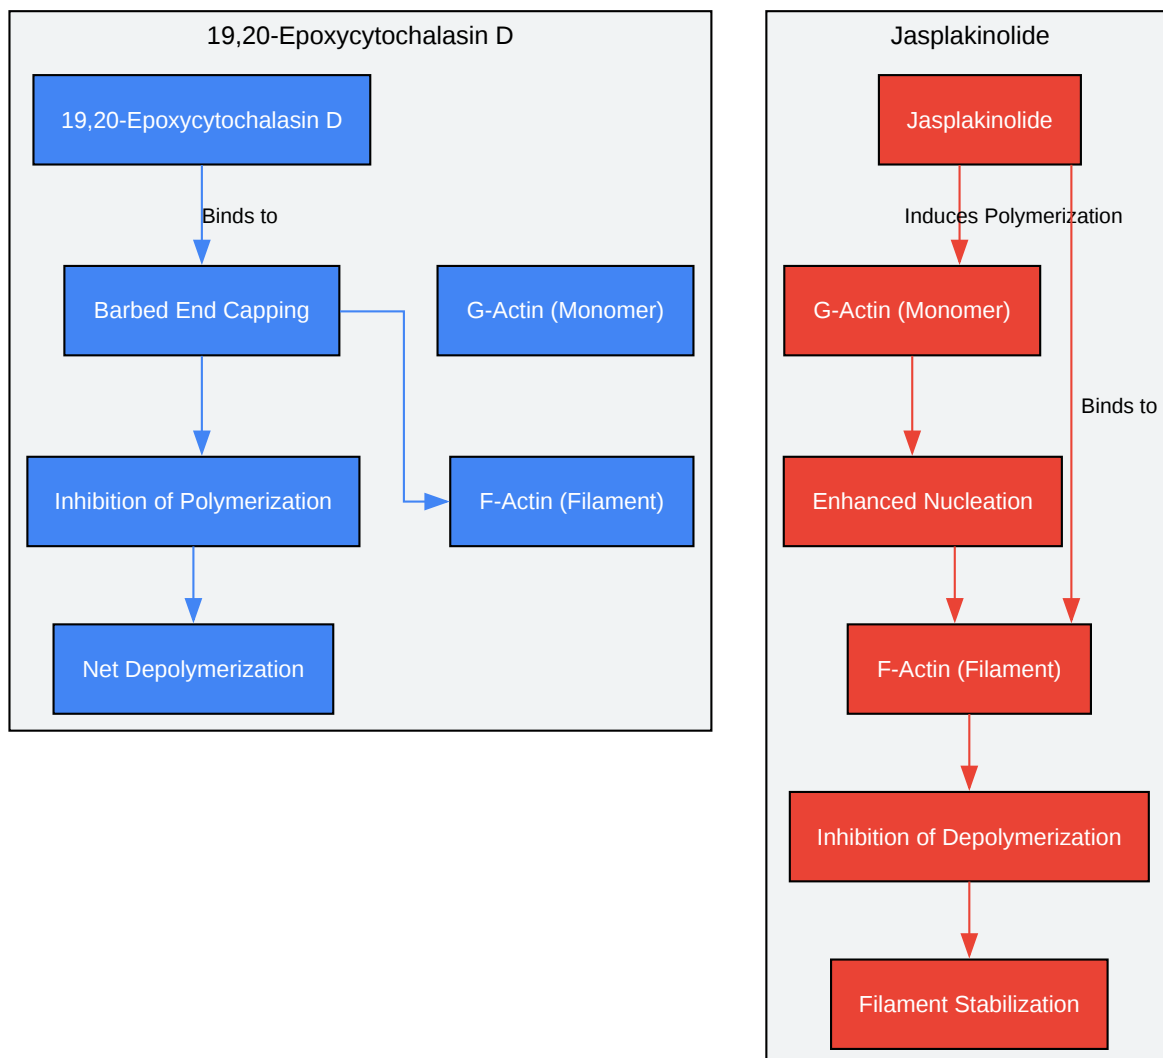 19,20-Epoxycytochalasin D
19,20-Epoxycytochalasin D
Binds to
Barbed End Capping
G-Actin (Monomer)
Inhibition of Polymerization
F-Actin (Filament)
Net Depolymerization
Jasplakinolide
Jasplakinolide
Induces Polymerization
G-Actin (Monomer)
Binds to
Enhanced Nucleation
F-Actin (Filament)
Inhibition of Depolymerization
Filament Stabilization